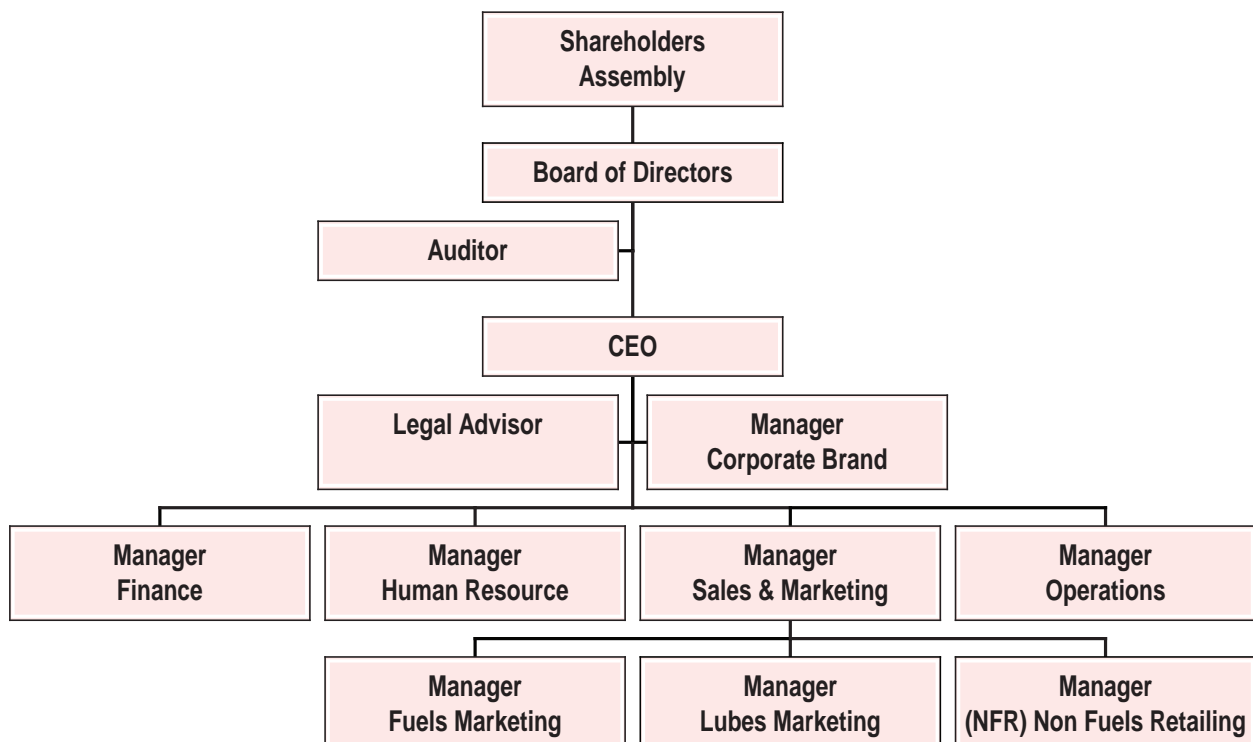 Shareholders
Assembly
Board of Directors
Auditor
CEO
Legal Advisor
Manager
Corporate Brand
Manager
Finance
Manager
Human Resource
Manager
Sales & Marketing
Manager
Operations
Manager
Fuels Marketing
Manager
Lubes Marketing
Manager
(NFR) Non Fuels Retailing